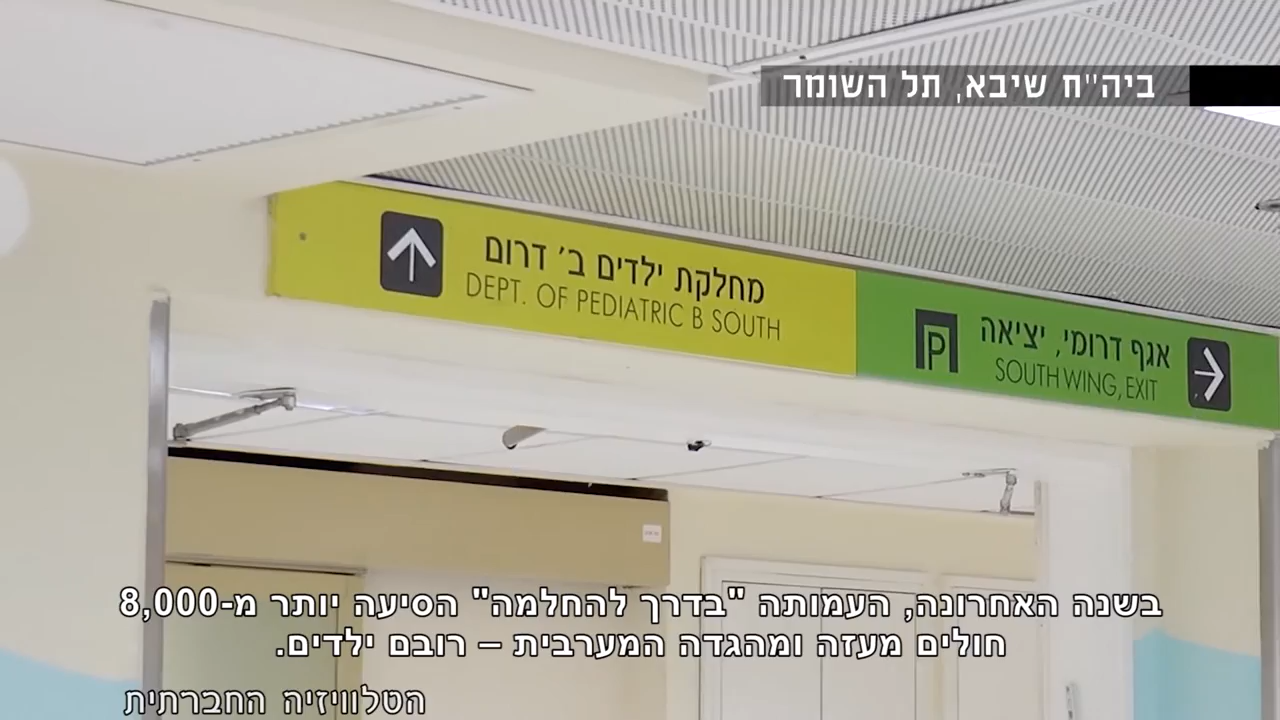 ביה"ח שיבא, תל השומר
מחלקת ילדים ב׳ דרום
DEPT. OF PEDIATRIC B SOUTH
אגף דרומי, יציאה
SOUTH WING, EXIT
P
בשנה האחרונה, העמותה "בדרך להחלמה" הסיעה יותר מ-8,000
חולים מעזה ומהגדה המערבית – רובם ילדים.
הטלוויזיה החברתית